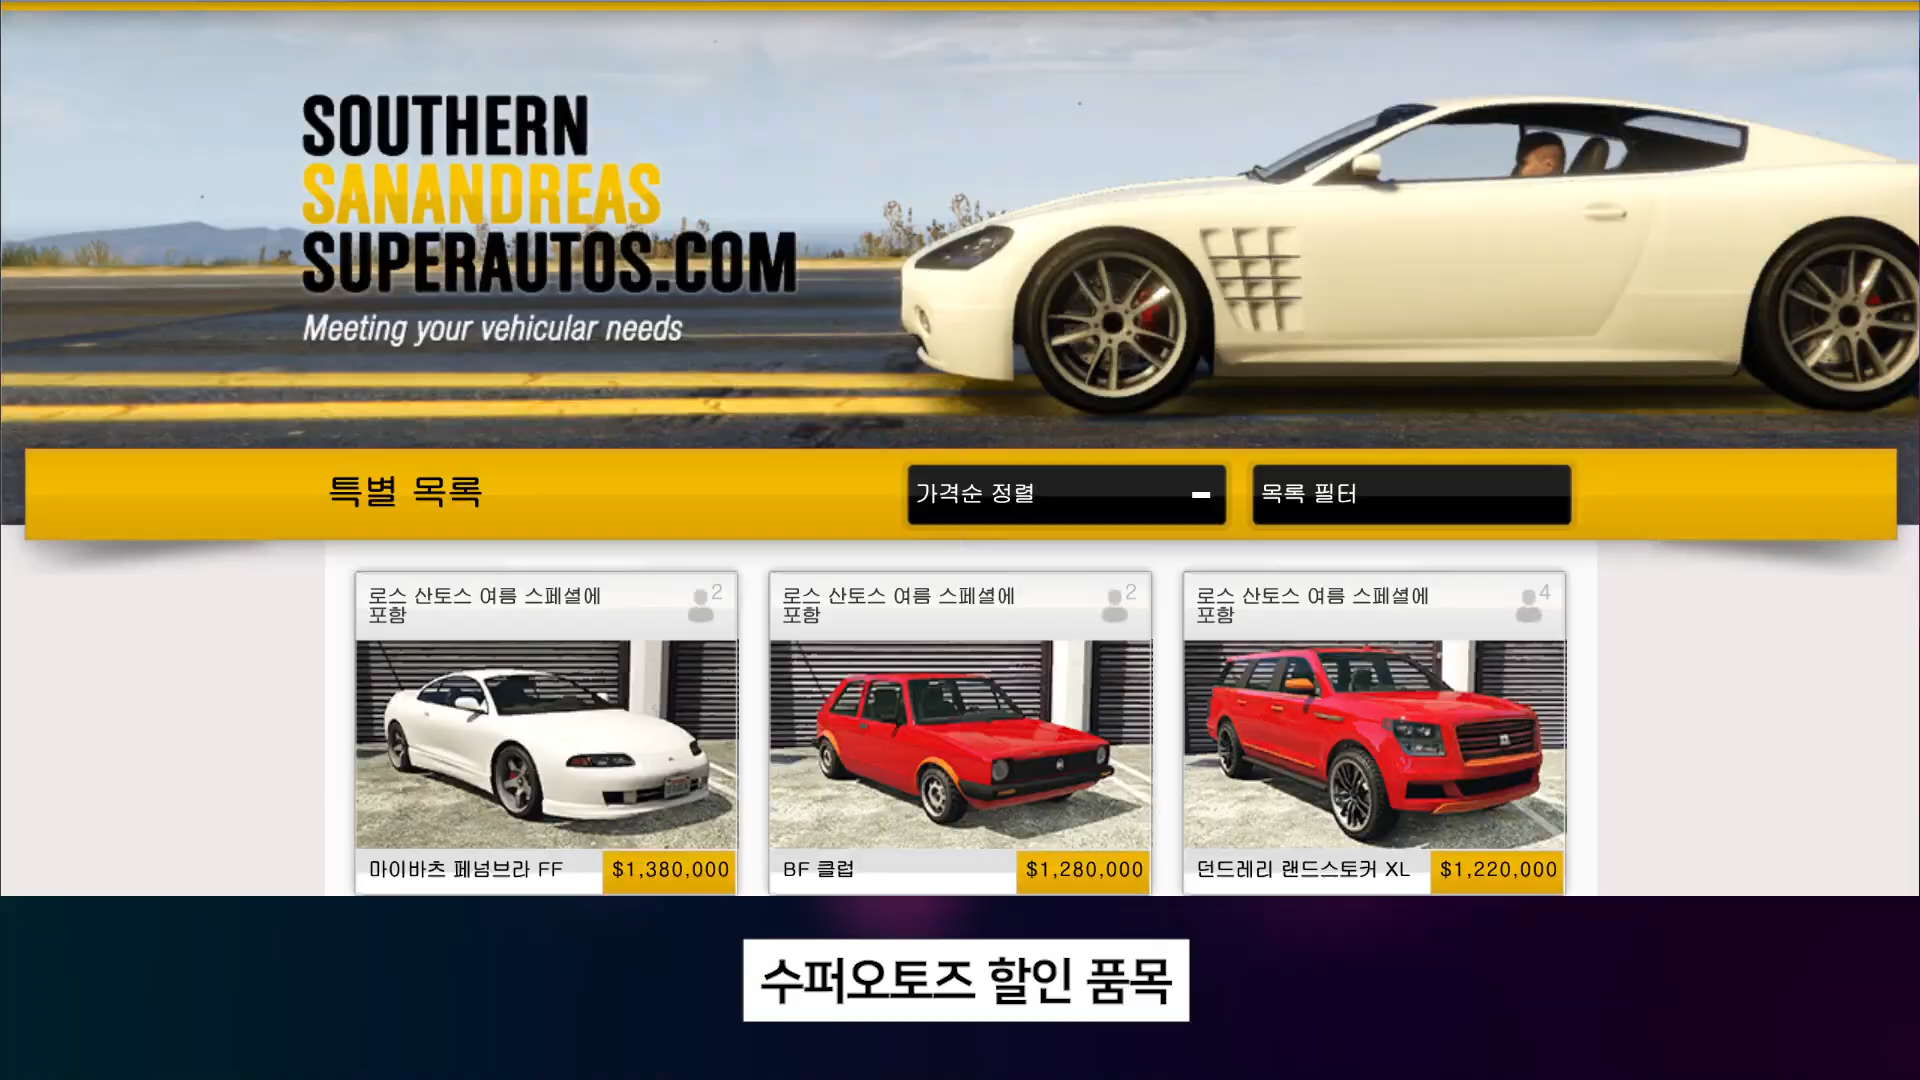 SOUTHERN
SANANDREAS
SUPERAUTOS.COM
Meeting your vehicular needs
특별 목록
가격순 정렬
목록 필터
로스 산토스 여름 스페셜에
포함
2
로스 산토스 여름 스페셜에
포함
2
로스 산토스 여름 스페셜에
포함
4
마이바츠 페넘브라 FF
$1,380,000
BF 클럽
$1,280,000
던드레리 랜드스토커 XL
$1,220,000
수퍼오토즈 할인 품목